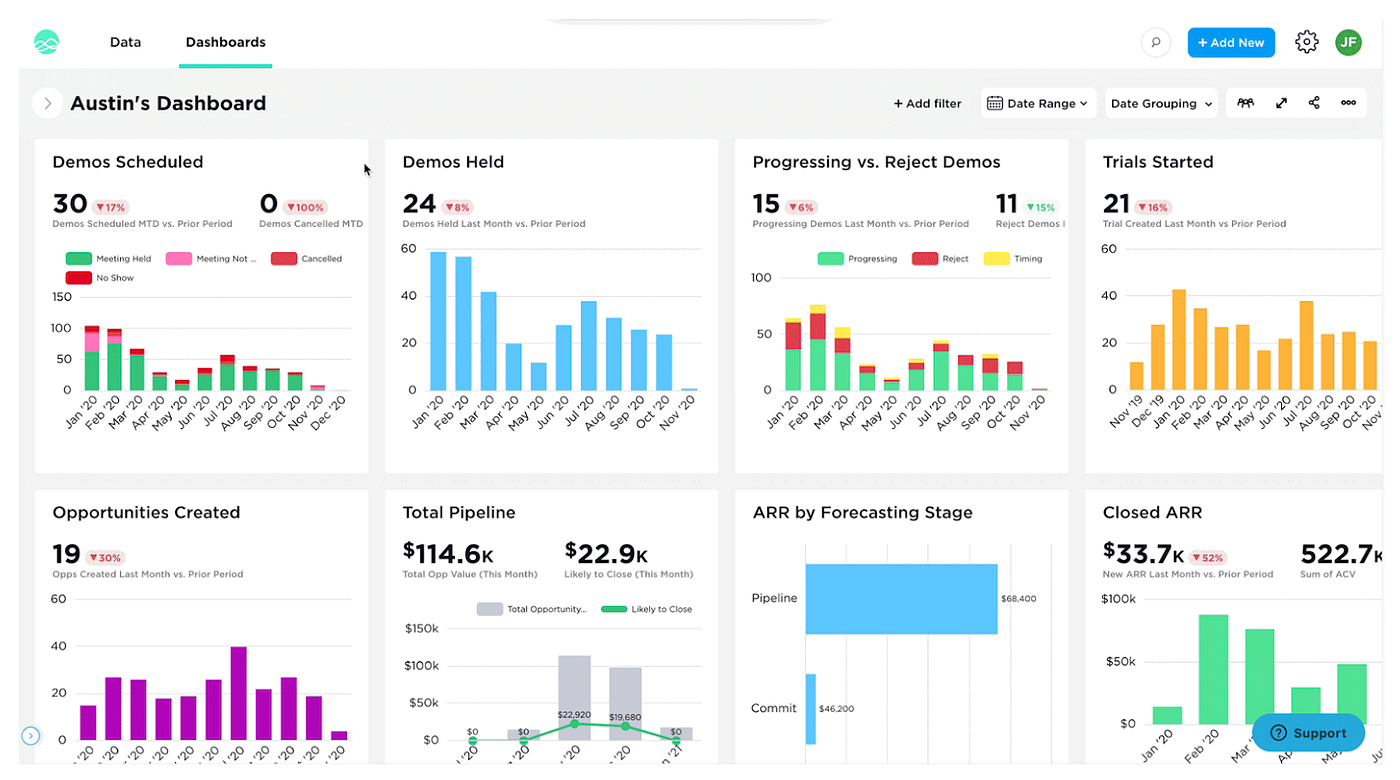 Data Dashboards + Add New JF
Austin's Dashboard + Add filter Date Range Date Grouping
Demos Scheduled
30 ▼17% 0 ▼100%
Demos Scheduled MTD vs. Prior Period Demos Cancelled MTD
Meeting Held Meeting Not ... Cancelled
No Show
150
100
50
0
Jan '20 Feb '20 Mar '20 Apr '20 May '20 Jun '20 Jul '20 Aug '20 Sep '20 Oct '20 Nov '20 Dec '20
Demos Held
24 ▼8%
Demos Held Last Month vs. Prior Period
60
40
20
0
Jan '20 Feb '20 Mar '20 Apr '20 May '20 Jun '20 Jul '20 Aug '20 Sep '20 Oct '20 Nov '20
Progressing vs. Reject Demos
15 ▼6% 11 ▼15%
Progressing Demos Last Month vs. Prior Period Reject Demos
Progressing Reject Timing
100
50
0
Jan '20 Feb '20 Mar '20 Apr '20 May '20 Jun '20 Jul '20 Aug '20 Sep '20 Oct '20 Nov '20
Trials Started
21 ▼16%
Trial Created Last Month vs. Prior Period
60
40
20
0
Nov '19 Dec '19 Jan '20 Feb '20 Mar '20 Apr '20 May '20 Jun '20 Jul '20 Aug '20 Sep '20 Oct '20 Nov
Opportunities Created
19 ▼30%
Opps Created Last Month vs. Prior Period
60
40
20
0
Total Pipeline
$114.6K $22.9K
Total Opp Value (This Month) Likely to Close (This Month)
Total Opportunity... Likely to Close
$150k
$100k
$50k
$0
$0 $0 $22,920 $19,680 $0
ARR by Forecasting Stage
Pipeline $68,400
Commit $46,200
Closed ARR
$33.7K ▼52% 522.7K
New ARR Last Month vs. Prior Period Sum of ACV
$100k
$50k
$0
Jan '20 Feb '20 Mar
Support